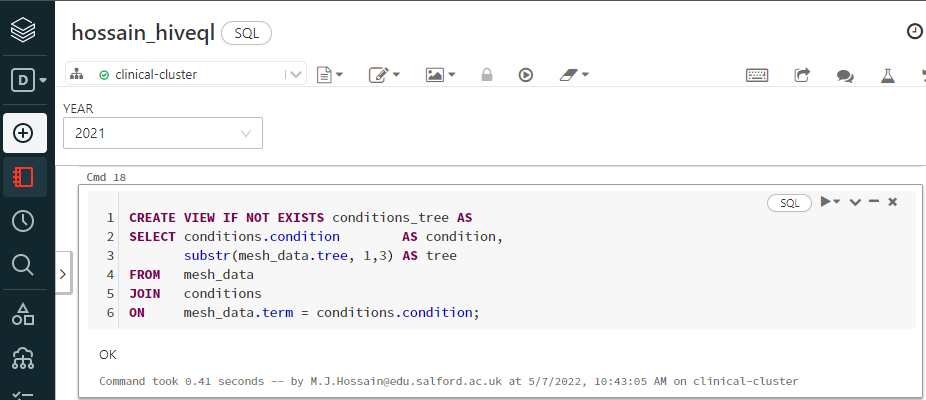 hossain_hiveql SQL
D clinical-cluster
YEAR
2021
Cmd 18
SQL
1 CREATE VIEW IF NOT EXISTS conditions_tree AS
2 SELECT conditions.condition AS condition,
3 substr(mesh_data.tree, 1,3) AS tree
4 FROM mesh_data
5 JOIN conditions
6 ON mesh_data.term = conditions.condition;
OK
Command took 0.41 seconds -- by M.J.Hossain@edu.salford.ac.uk at 5/7/2022, 10:43:05 AM on clinical-cluster